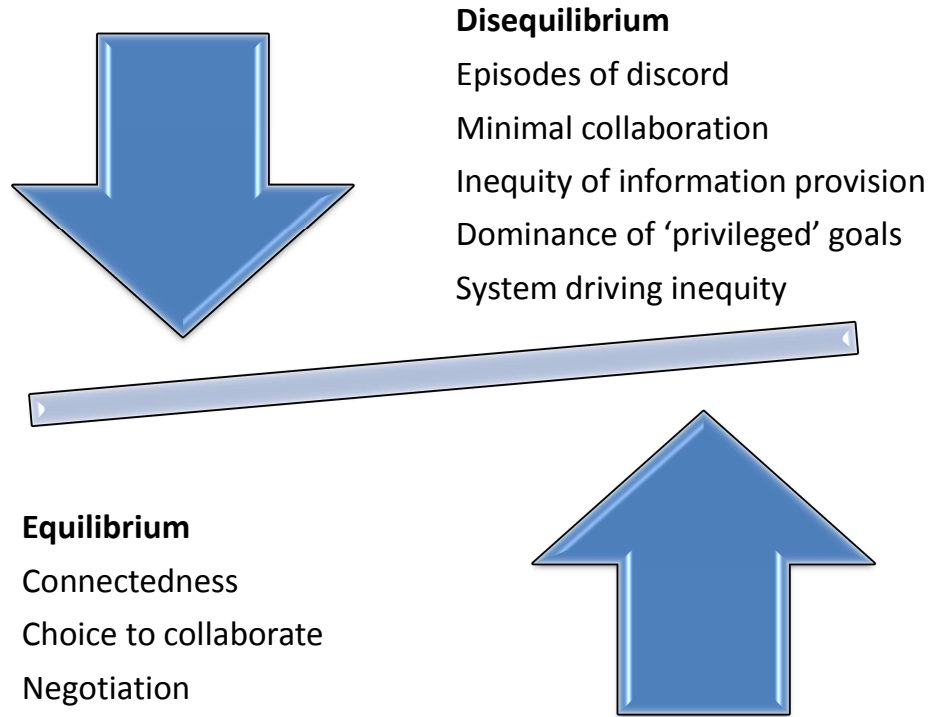 Disequilibrium
Episodes of discord
Minimal collaboration
Inequity of information provision
Dominance of ‘privileged’ goals
System driving inequity
Equilibrium
Connectedness
Choice to collaborate
Negotiation